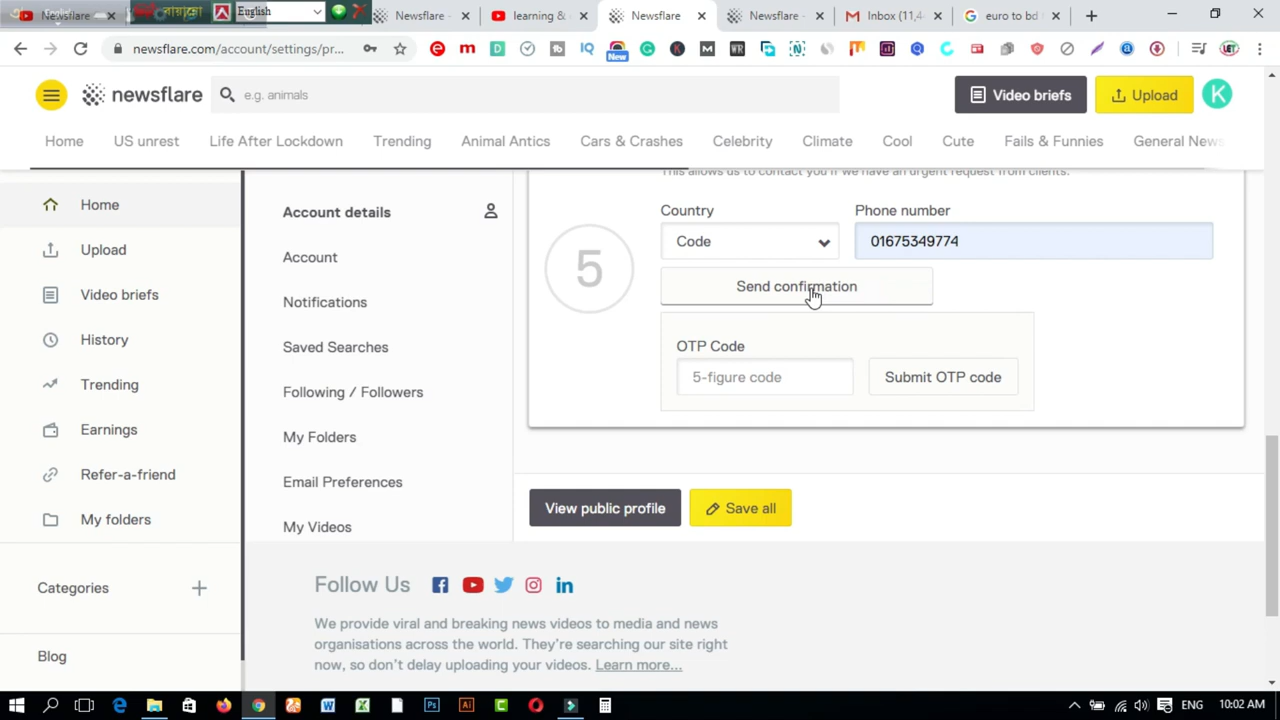 Newsflare
বায়ান্নো
English
Newsflare -
learning &
Newsflare
Newsflare -
Inbox (11,4
euro to bd
newsflare.com/account/settings/pr...
New
newsflare
e.g. animals
Video briefs
Upload
K
Home
US unrest
Life After Lockdown
Trending
Animal Antics
Cars & Crashes
Celebrity
Climate
Cool
Cute
Fails & Funnies
General News
Home
Upload
Video briefs
History
Trending
Earnings
Refer-a-friend
My folders
Categories
Blog
Account details
Account
Notifications
Saved Searches
Following / Followers
My Folders
Email Preferences
My Videos
This allows us to contact you if we have an urgent request from clients.
5
Country
Phone number
Code
01675349774
Send confirmation
OTP Code
5-figure code
Submit OTP code
View public profile
Save all
Follow Us
We provide viral and breaking news videos to media and news
organisations across the world. They're searching our site right
now, so don't delay uploading your videos. Learn more...
ENG
10:02 AM